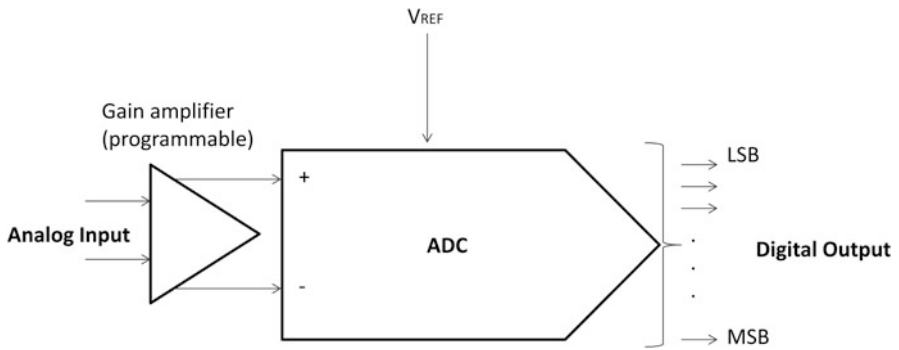 VREF
Gain amplifier
(programmable)
LSB
+
Analog Input
ADC
Digital Output
-
MSB